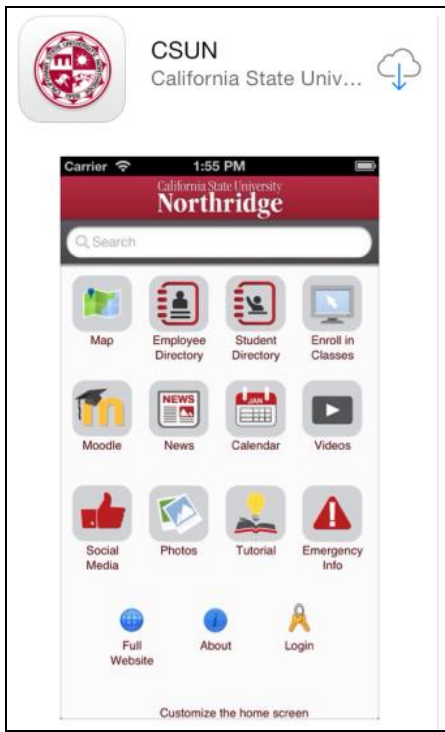 CSUN
California State Univ...
Carrier 1:55 PM
California State University
Northridge
Search
Map Employee Directory Student Directory Enroll in Classes
NEWS JAN
Moodle News Calendar Videos
Social Media Photos Tutorial Emergency Info
Full Website About Login
Customize the home screen